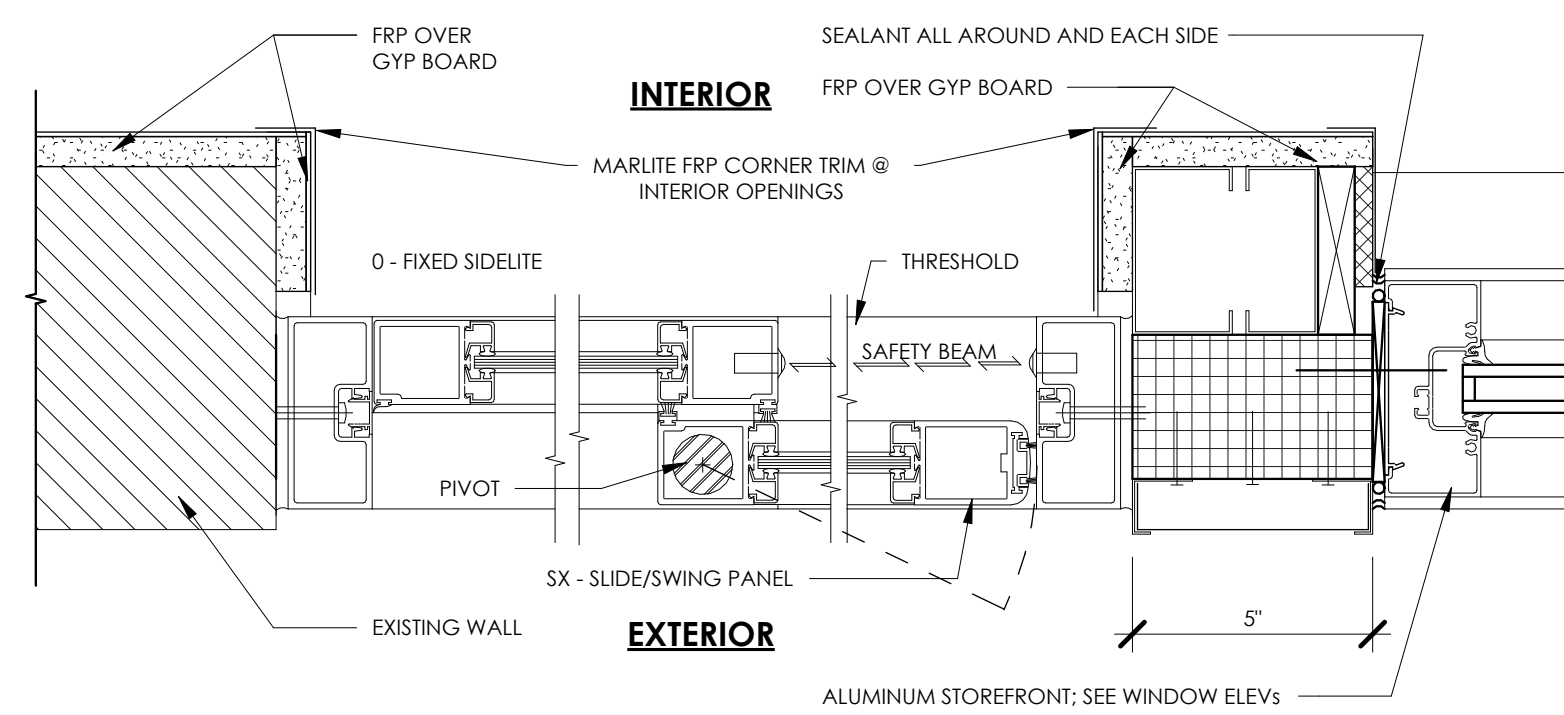 FRP OVER
GYP BOARD
SEALANT ALL AROUND AND EACH SIDE
INTERIOR
FRP OVER GYP BOARD
MARLITE FRP CORNER TRIM @
INTERIOR OPENINGS
0 - FIXED SIDELITE
THRESHOLD
SAFETY BEAM
PIVOT
SX - SLIDE/SWING PANEL
EXISTING WALL
EXTERIOR
5"
ALUMINUM STOREFRONT; SEE WINDOW ELEVs